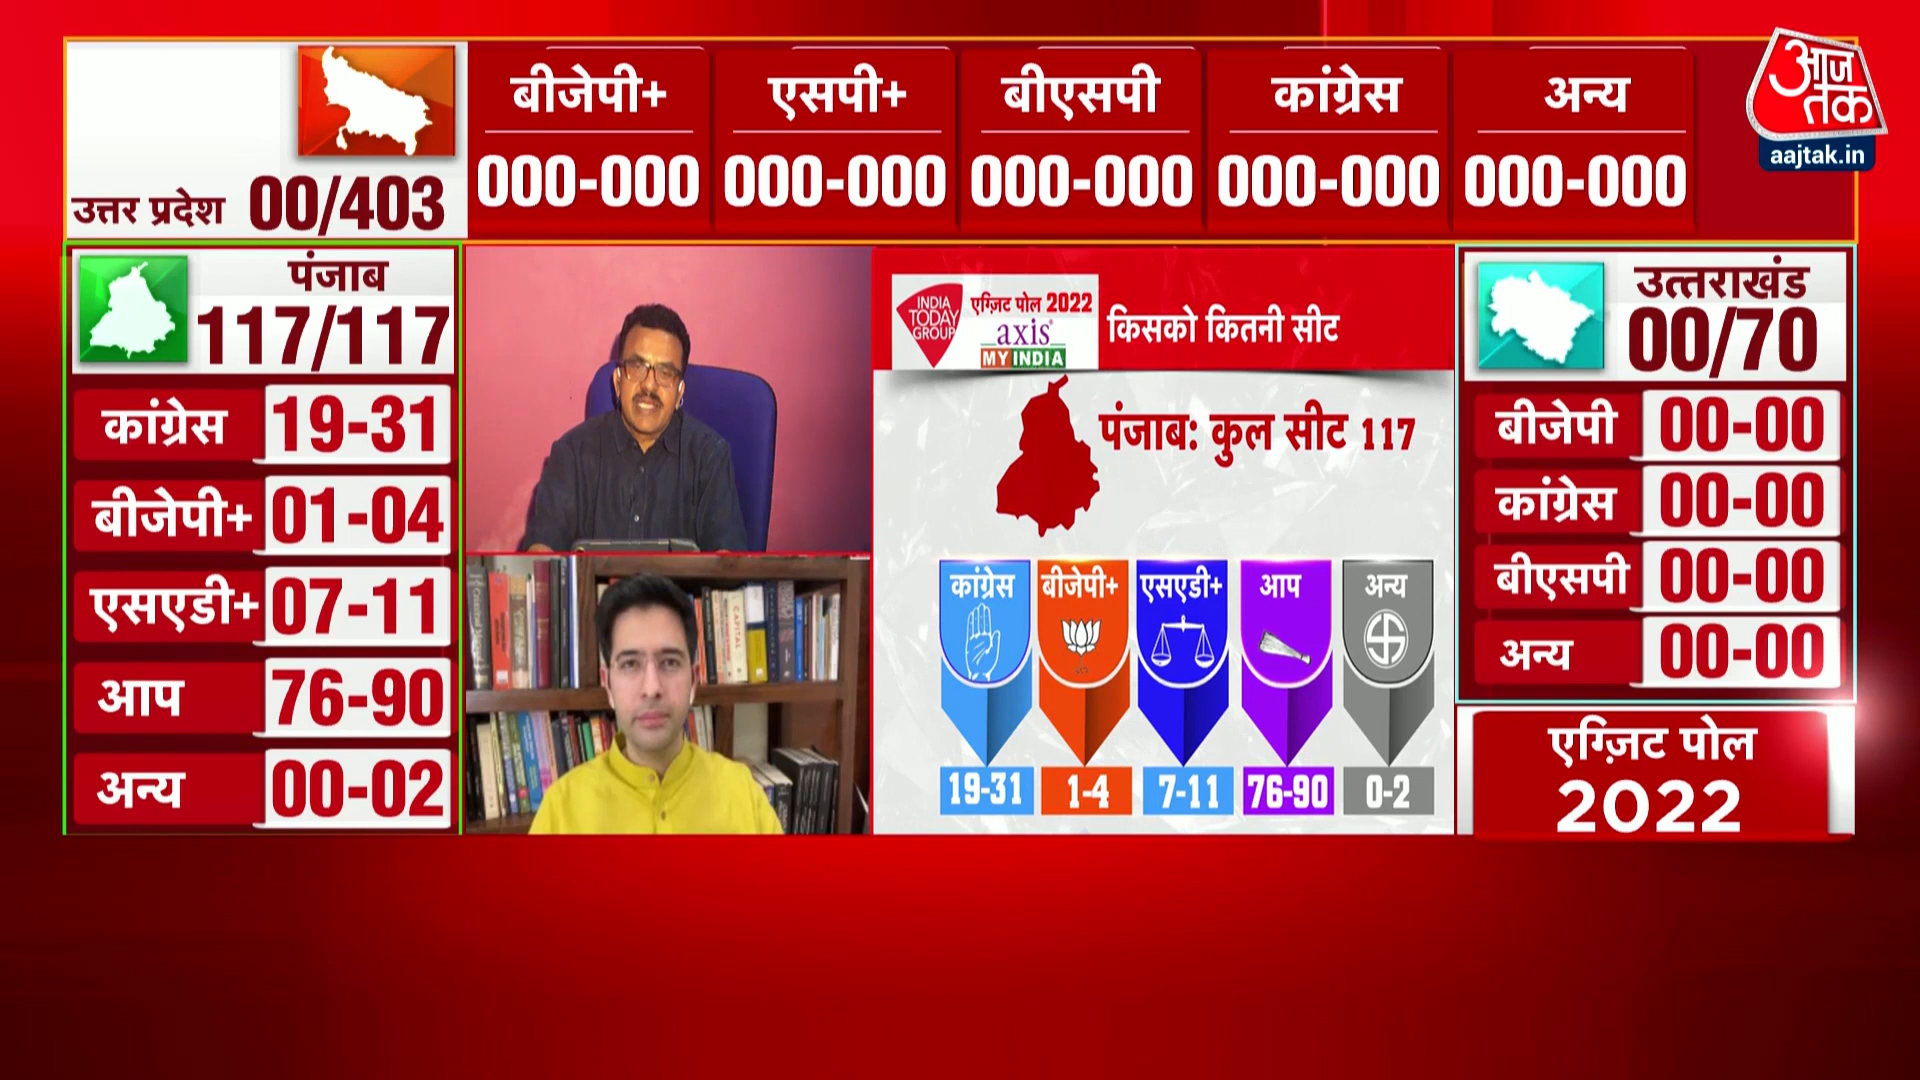 बीजेपी+
एसपी+
बीएसपी
कांग्रेस
अन्य
आज
तक
aajtak.in
उत्तर प्रदेश 00/403
000-000
000-000
000-000
000-000
000-000
पंजाब
117/117
कांग्रेस 19-31
बीजेपी+ 01-04
एसएडी+ 07-11
आप 76-90
अन्य 00-02
CAPITAL
INDIA
TODAY
GROUP
एग्ज़िट पोल 2022
axis
MY INDIA
किसको कितनी सीट
पंजाब: कुल सीट 117
कांग्रेस
बीजेपी+
एसएडी+
आप
अन्य
19-31
1-4
7-11
76-90
0-2
उत्तराखंड
00/70
बीजेपी 00-00
कांग्रेस 00-00
बीएसपी 00-00
अन्य 00-00
एग्ज़िट पोल
2022